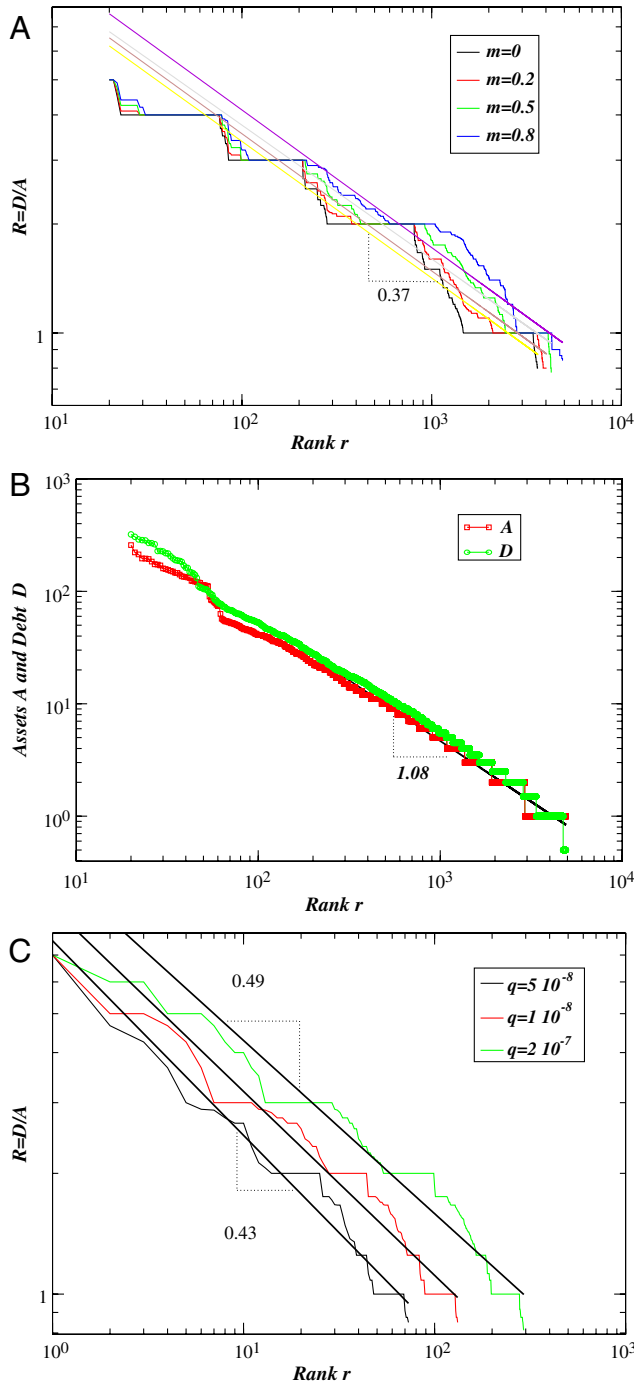 A
m=0
m=0.2
m=0.5
m=0.8
R=D/A
0.37
1
10^1 10^2 10^3 10^4
Rank r
B
10^3
A
D
10^2
Assets A and Debt D
10^1
1.08
10^0
10^1 10^2 10^3 10^4
Rank r
C
0.49
q=5 10^-8
q=1 10^-8
q=2 10^-7
R=D/A
0.43
1
10^0 10^1 10^2 10^3
Rank r